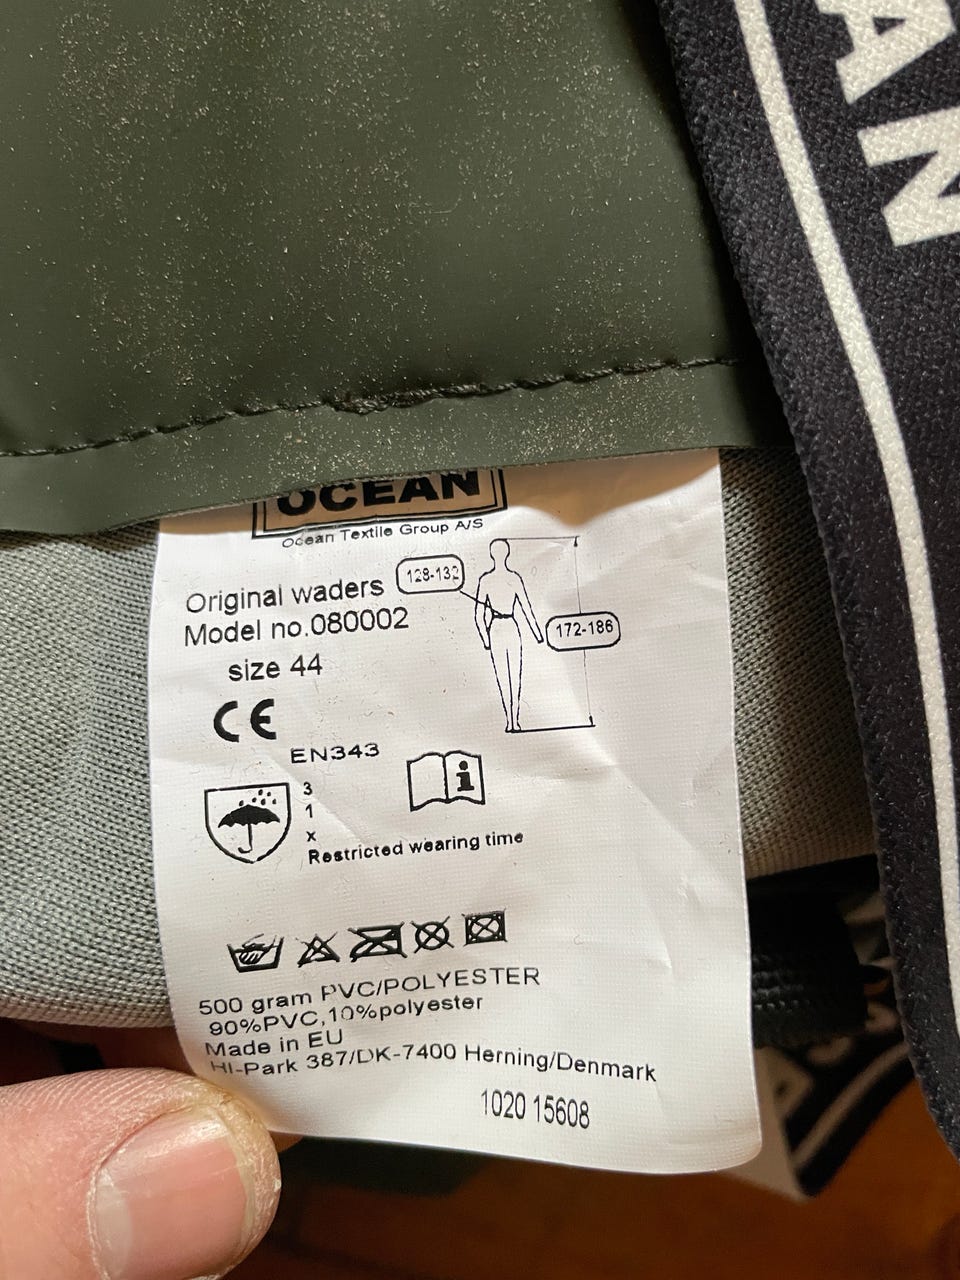 AN
OCEAN
Ocean Textile Group A/S
Original waders
Model no.080002
size 44
128-132
172-186
CE
EN343
3
1
x
i
Restricted wearing time
500 gram PVC/POLYESTER
90%PVC,10%polyester
Made in EU
HI-Park 387/DK-7400 Herning/Denmark
1020 15608